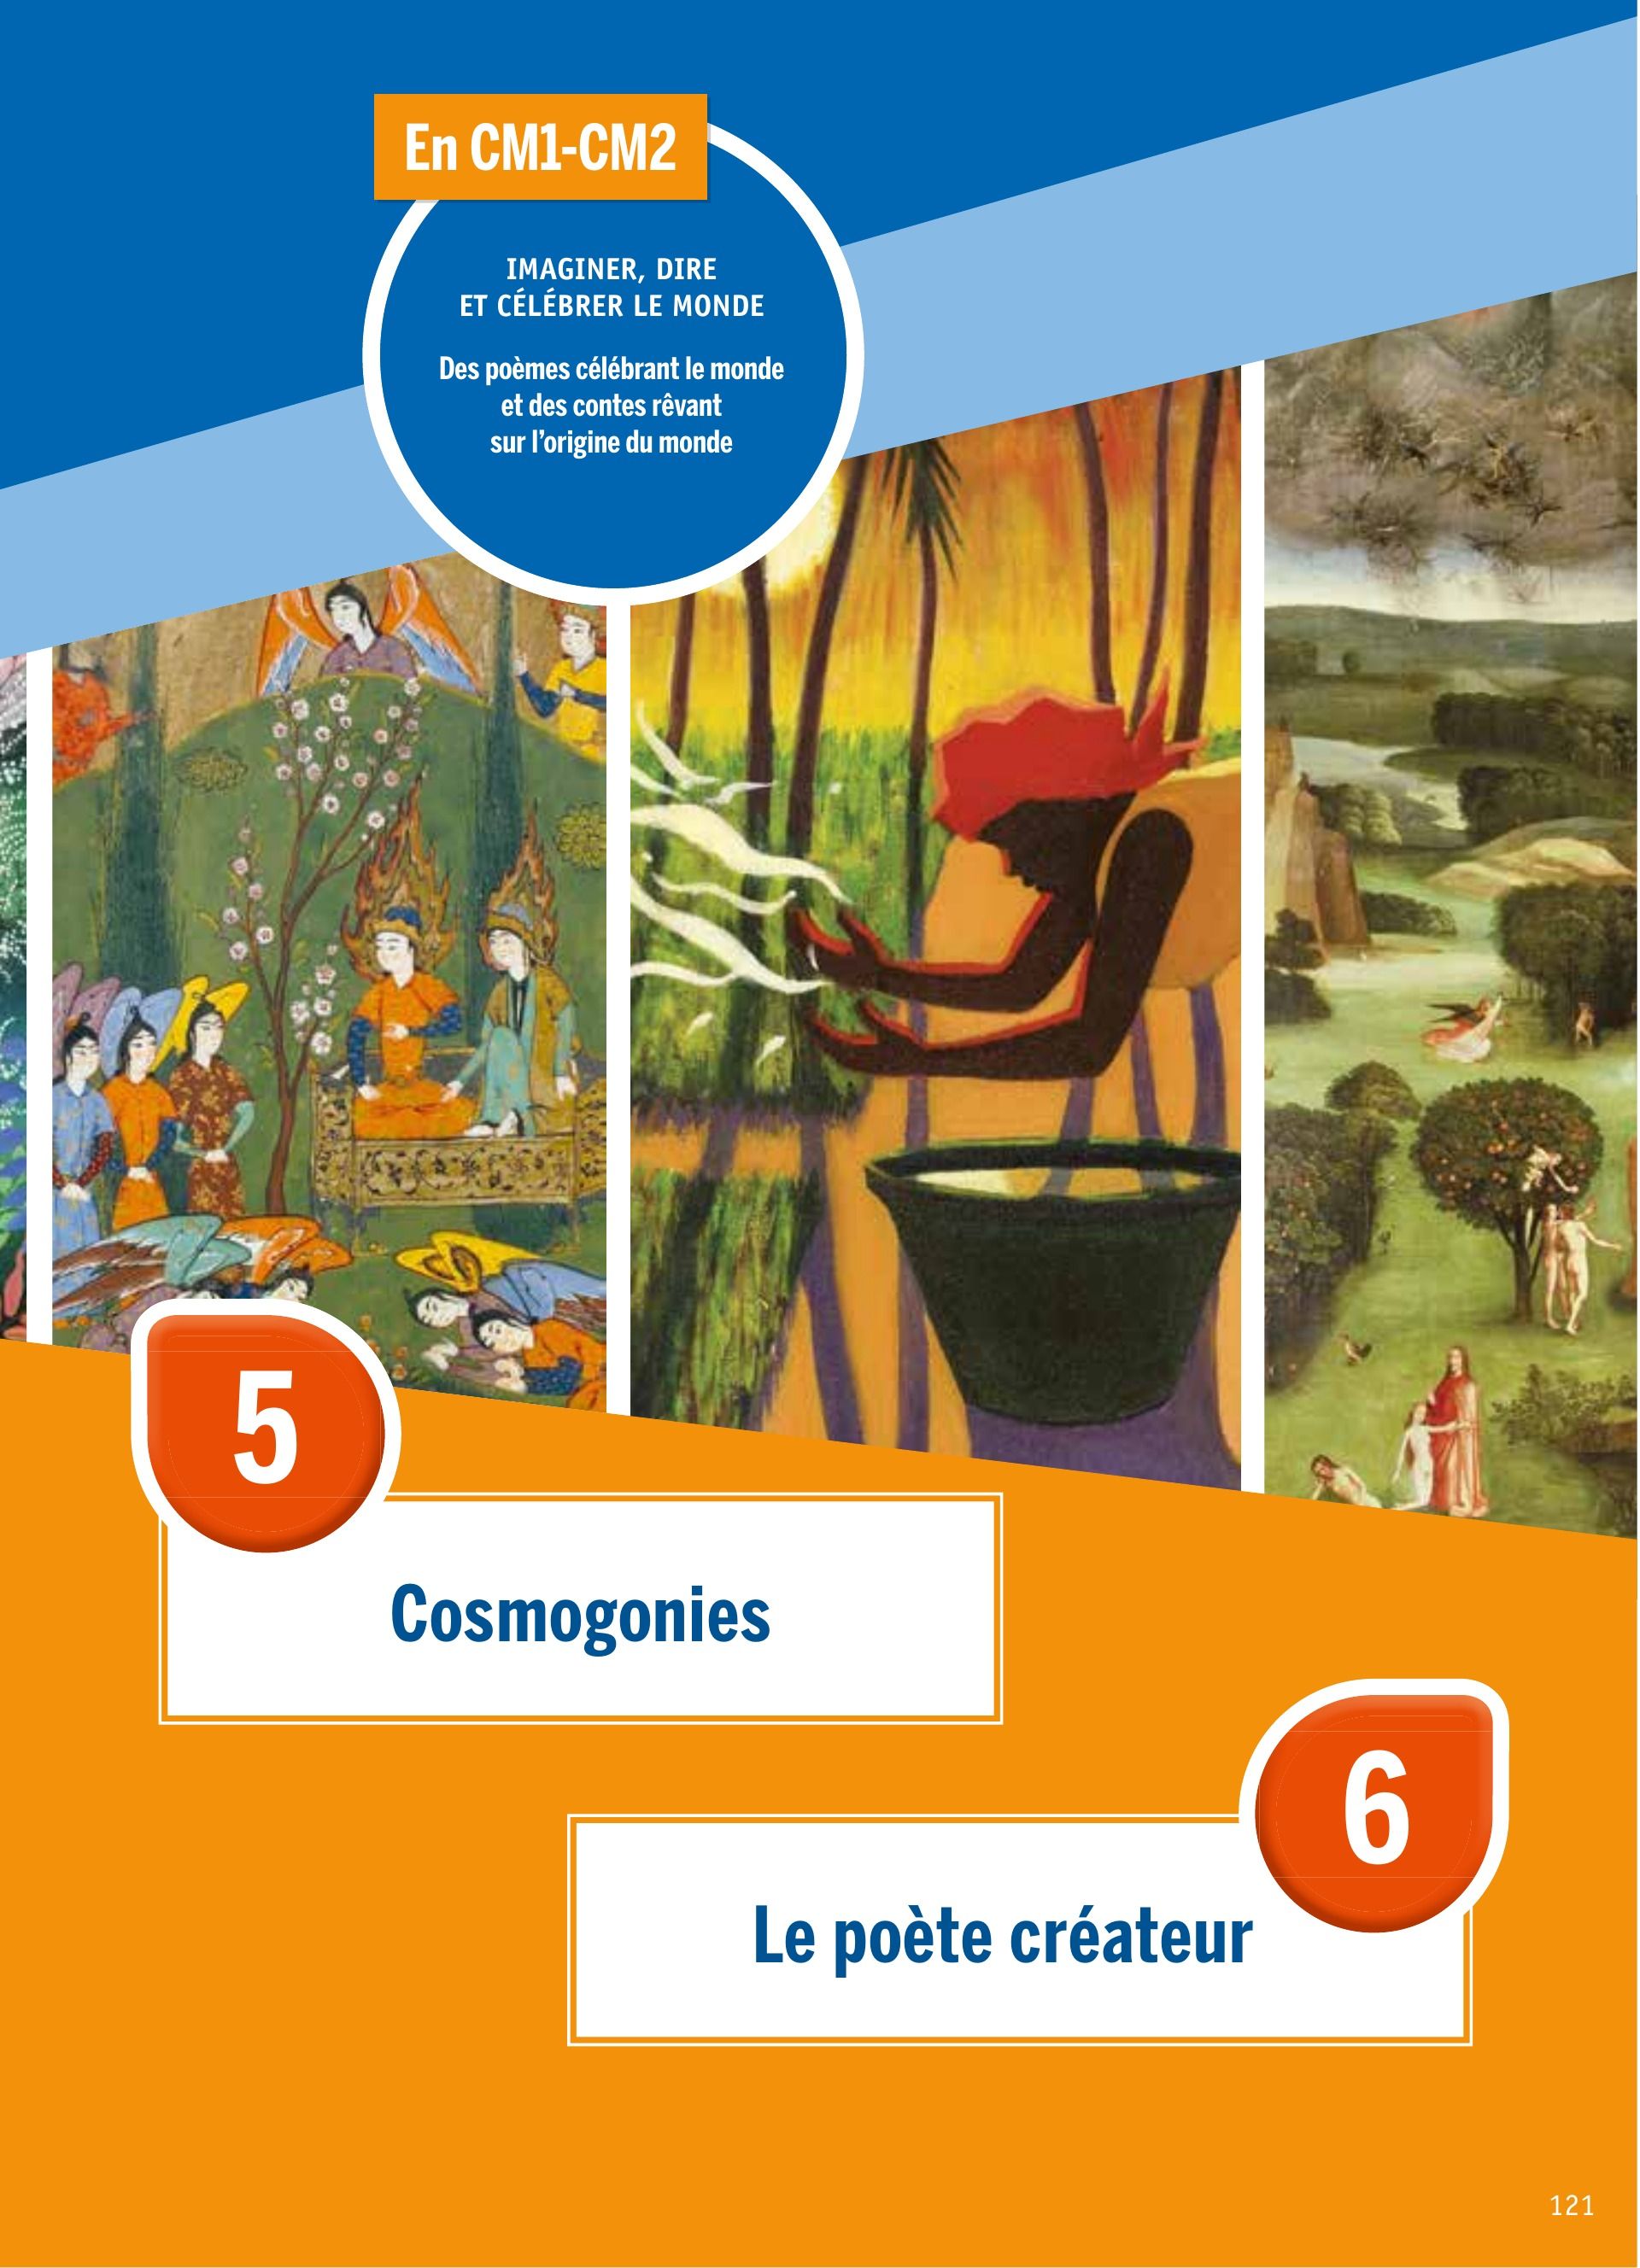 En CM1-CM2
IMAGINER, DIRE
ET CÉLÉBRER LE MONDE
Des poèmes célébrant le monde
et des contes rêvant
sur l’origine du monde
5
Cosmogonies
6
Le poète créateur
121